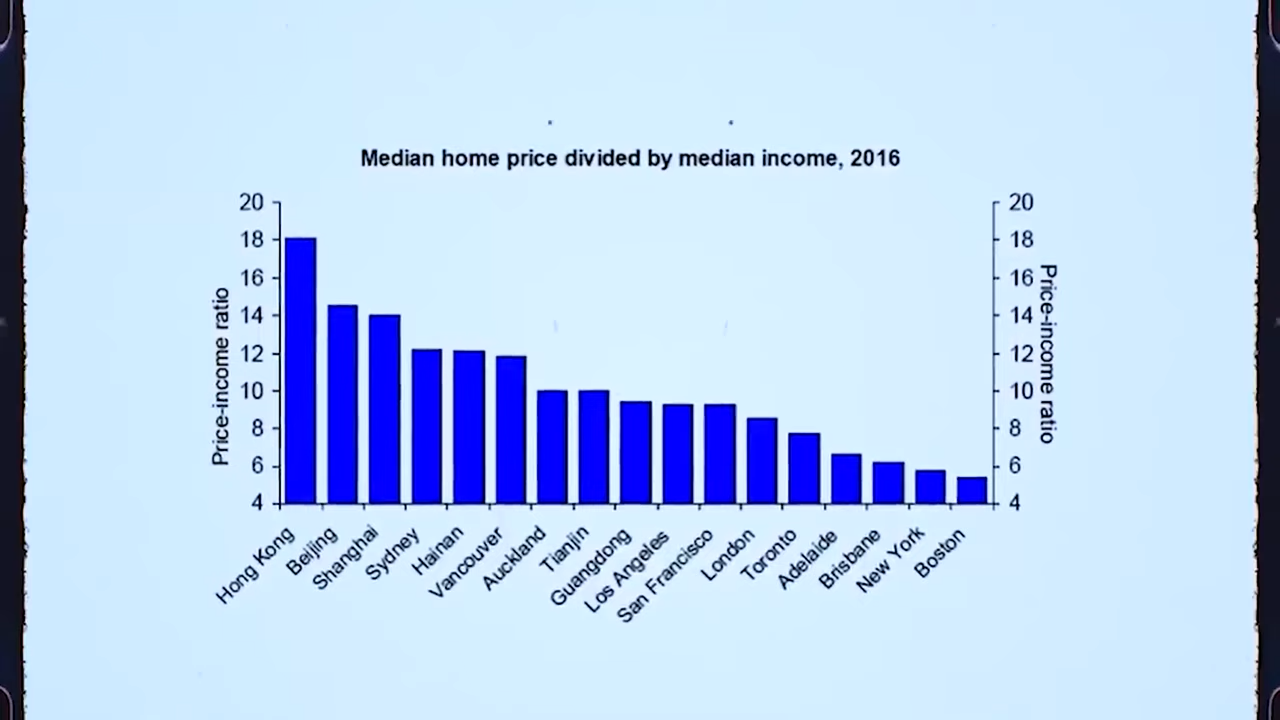 Median home price divided by median income, 2016
Price-income ratio
20
18
16
14
12
10
8
6
4
20
18
16
14
12
10
8
6
4
Price-income ratio
Hong Kong
Beijing
Shanghai
Sydney
Hainan
Vancouver
Auckland
Tianjin
Guangdong
Los Angeles
San Francisco
London
Toronto
Adelaide
Brisbane
New York
Boston